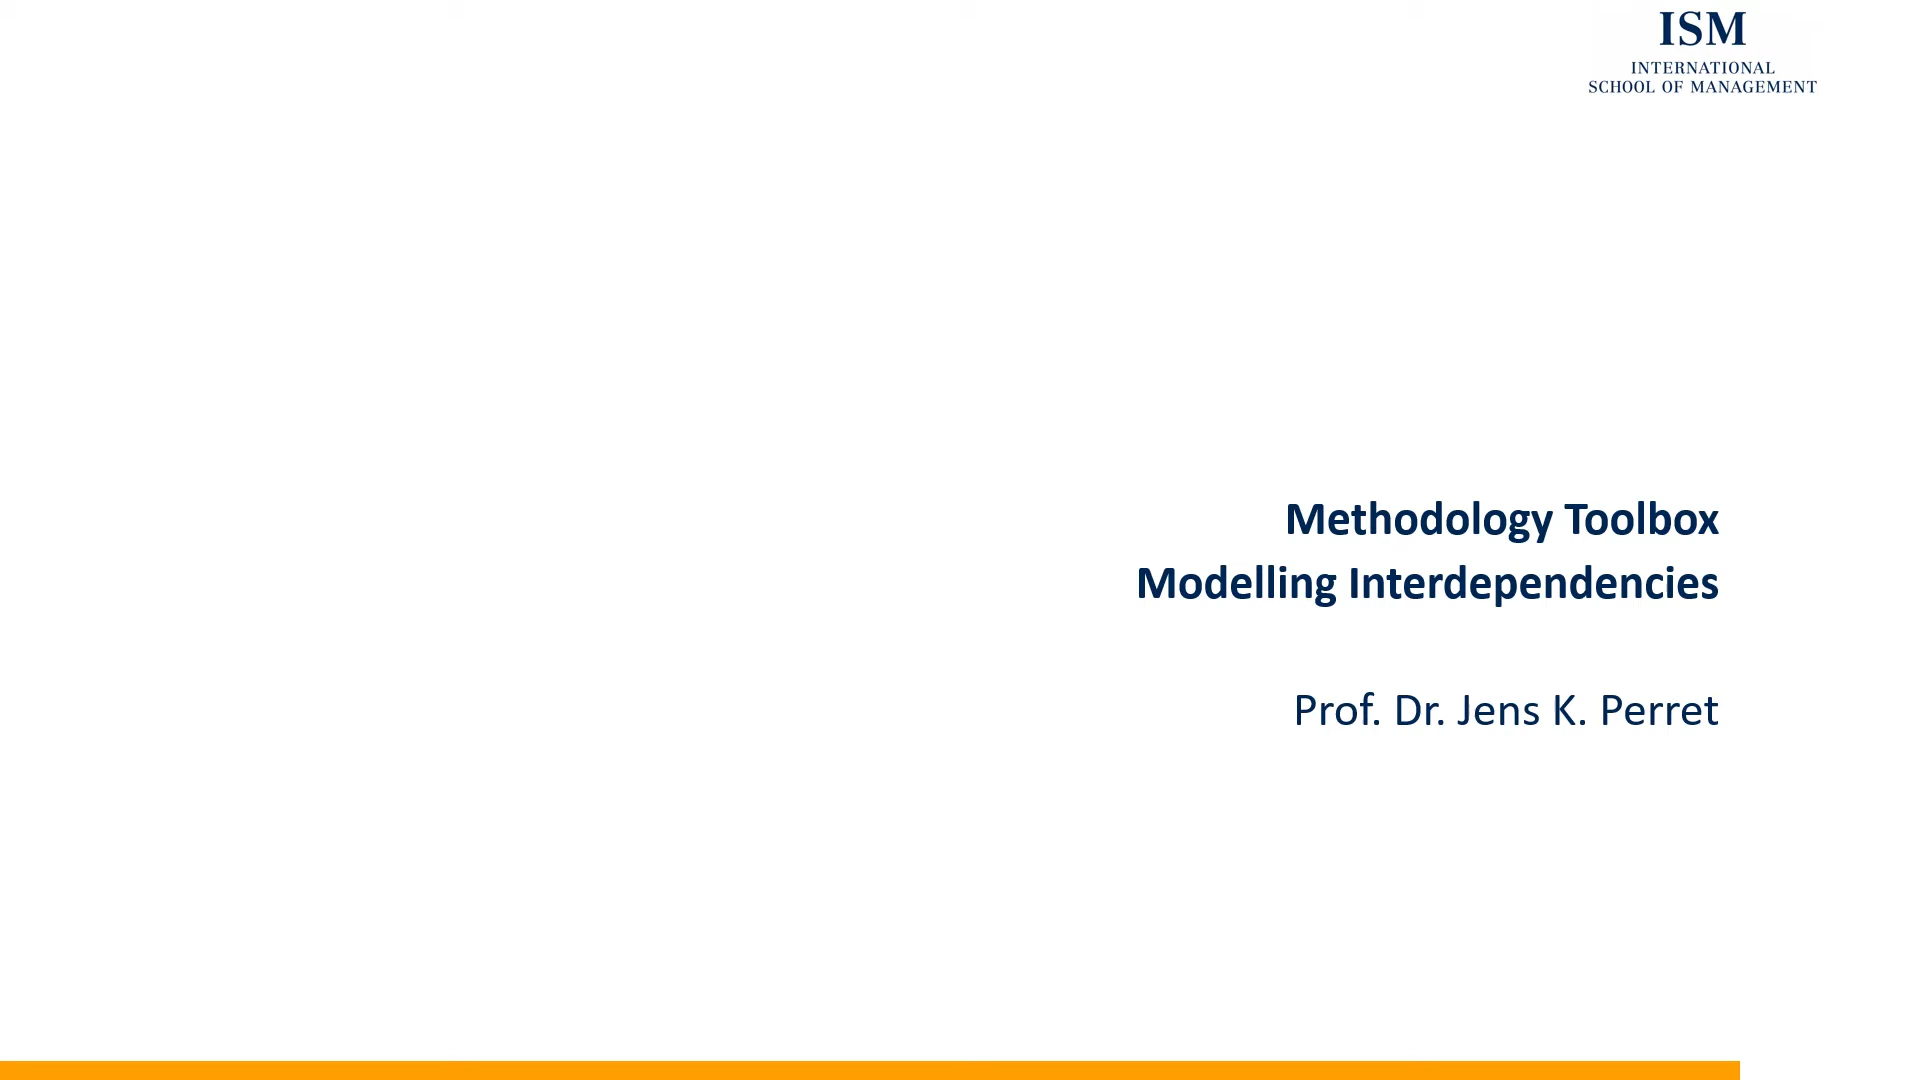 ISM
INTERNATIONAL
SCHOOL OF MANAGEMENT
Methodology Toolbox
Modelling Interdependencies
Prof. Dr. Jens K. Perret